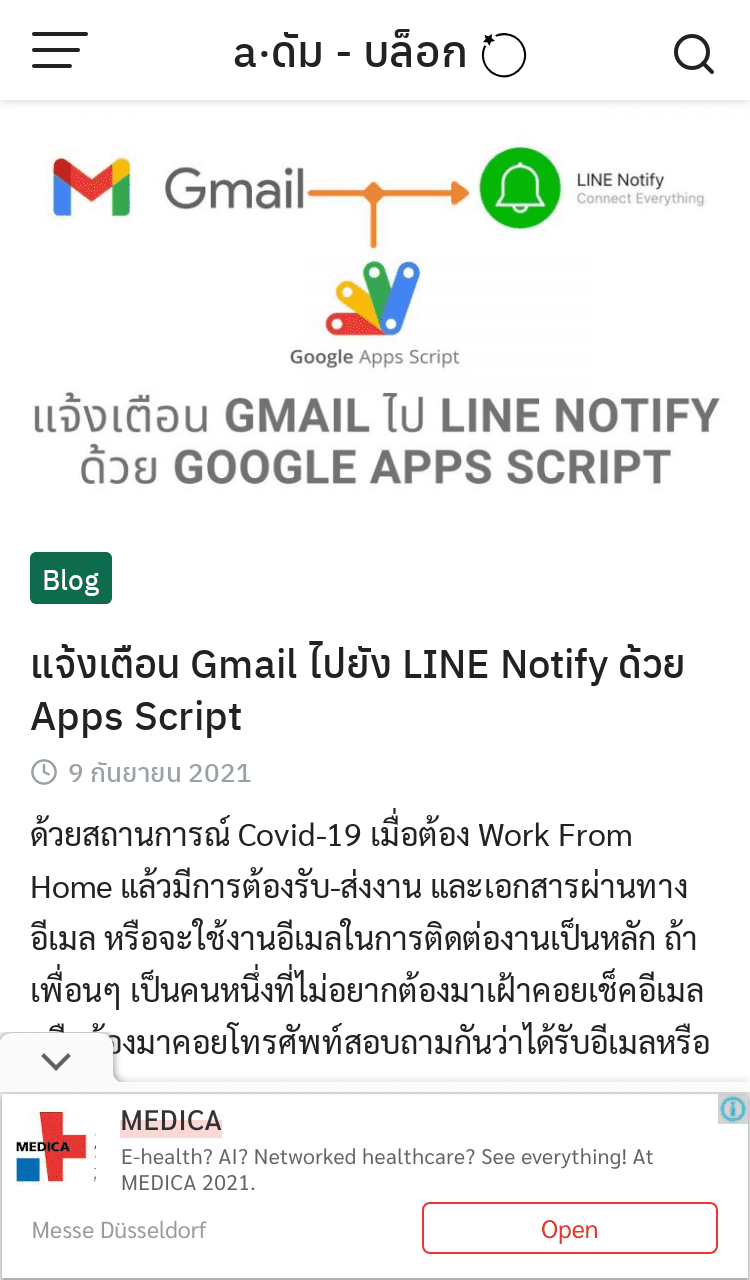 a·ดัม - บล็อก
Gmail
LINE Notify
Connect Everything
Google Apps Script
แจ้งเตือน GMAIL ไป LINE NOTIFY
ด้วย GOOGLE APPS SCRIPT
Blog
แจ้งเตือน Gmail ไปยัง LINE Notify ด้วย
Apps Script
9 กันยายน 2021
ด้วยสถานการณ์ Covid-19 เมื่อต้อง Work From
Home แล้วมีการต้องรับ-ส่งงาน และเอกสารผ่านทาง
อีเมล หรือจะใช้งานอีเมลในการติดต่องานเป็นหลัก ถ้า
เพื่อนๆ เป็นคนหนึ่งที่ไม่อยากต้องมาเฝ้าคอยเช็คอีเมล
มาคอยโทรศัพท์สอบถามกันว่าได้รับอีเมลหรือ
MEDICA
MEDICA
E-health? AI? Networked healthcare? See everything! At
MEDICA 2021.
Messe Düsseldorf
Open